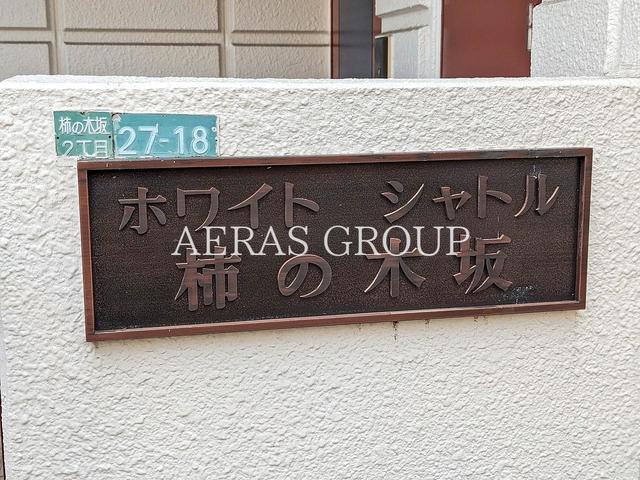 柿の木坂
2丁目
27-18
ホワイト シャトル
AERAS GROUP
柿の木坂